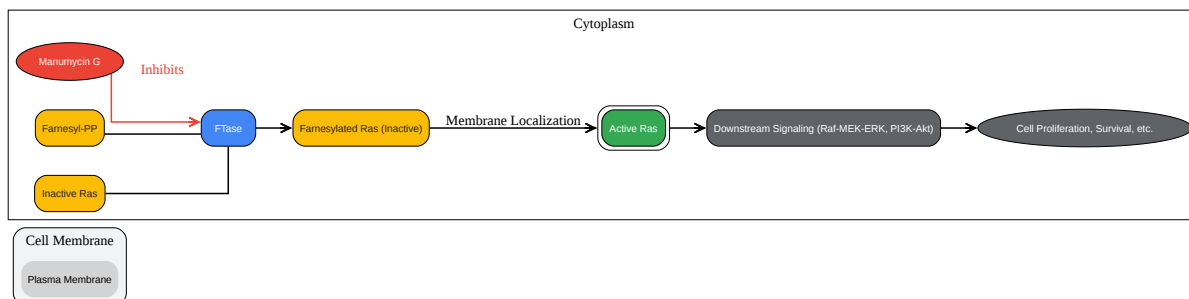 Cytoplasm
Manumycin G
Inhibits
Farnesyl-PP
FTase
Farnesylated Ras (Inactive)
Membrane Localization
Active Ras
Downstream Signaling (Raf-MEK-ERK, PI3K-Akt)
Cell Proliferation, Survival, etc.
Inactive Ras
Cell Membrane
Plasma Membrane